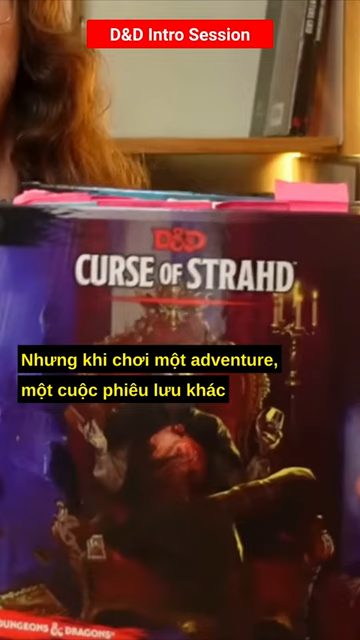 D&D Intro Session
D&D
CURSE OF STRAHD
Nhưng khi chơi một adventure,
một cuộc phiêu lưu khác
DUNGEONS & DRAGONS